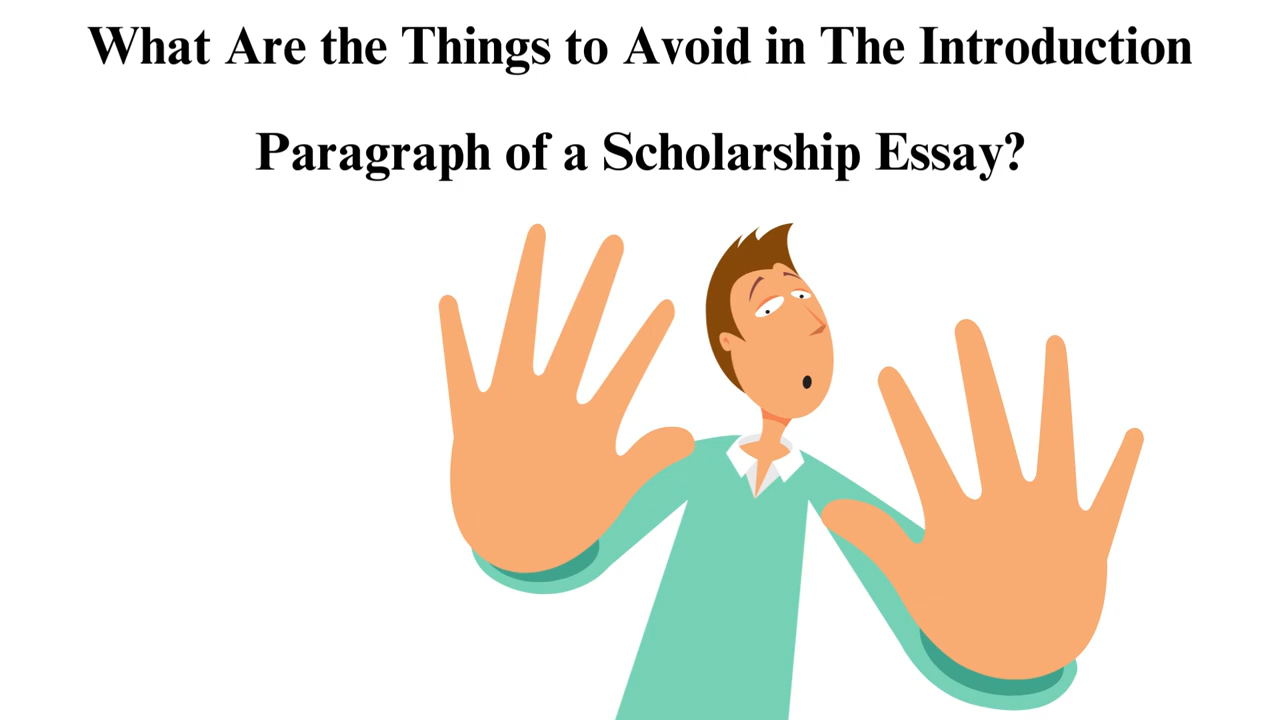 What Are the Things to Avoid in The Introduction
Paragraph of a Scholarship Essay?